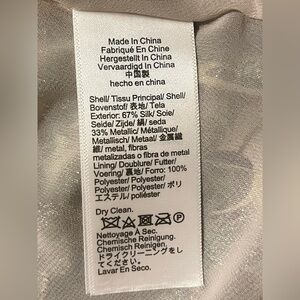 Made In China
Fabriqué En Chine
Hergestellt In China
Vervaardigd In China
中国製
hecho en china
Shell/ Tissu Principal/ Shell/
Bovenstof/ 表地/ Tela
Exterior: 67% Silk/ Soie/
Seide/ Zijde/ 絹/ seda
33% Metallic/ Métallique/
Metallisch/ Metaal/ 金属繊
維/ metal, fibras
metalizadas o fibra de metal
Lining/ Doublure/ Futter/
Voering/ 裏地/ Forro: 100%
Polyester/ Polyester/
Polyester/ Polyester/ ポリ
エステル/ poliéster
Dry Clean.
P
Nettoyage À Sec.
Chemische Reinigung.
Chemisch Reinigen.
ドライクリーニングをし
てください。
Lavar En Seco.